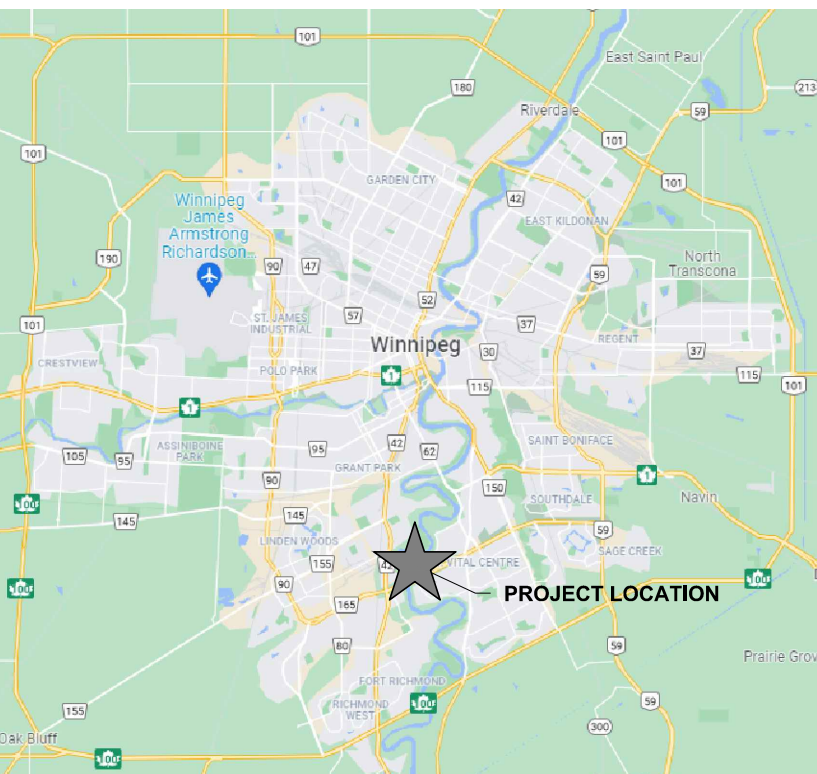 101
East Saint Paul
180
213
Riverdale
59
101
101
101
GARDEN CITY
42
Winnipeg
James
Armstrong
Richardson...
EAST KILDONAN
190
90
47
59
North
Transcona
52
57
ST. JAMES
INDUSTRIAL
37
101
Winnipeg
REGENT
30
37
CRESTVIEW
POLO PARK
1
115
115
101
1
ASSINIBOINE
PARK
42
SAINT BONIFACE
95
62
105
95
GRANT PARK
90
1
150
SOUTHDALE
Navin
100
145
145
59
LINDEN WOODS
SAGE CREEK
155
42
VITAL CENTRE
100
90
100
PROJECT LOCATION
165
80
59
Prairie Grov
FORT RICHMOND
59
RICHMOND
WEST
100
155
300
Oak Bluff
100